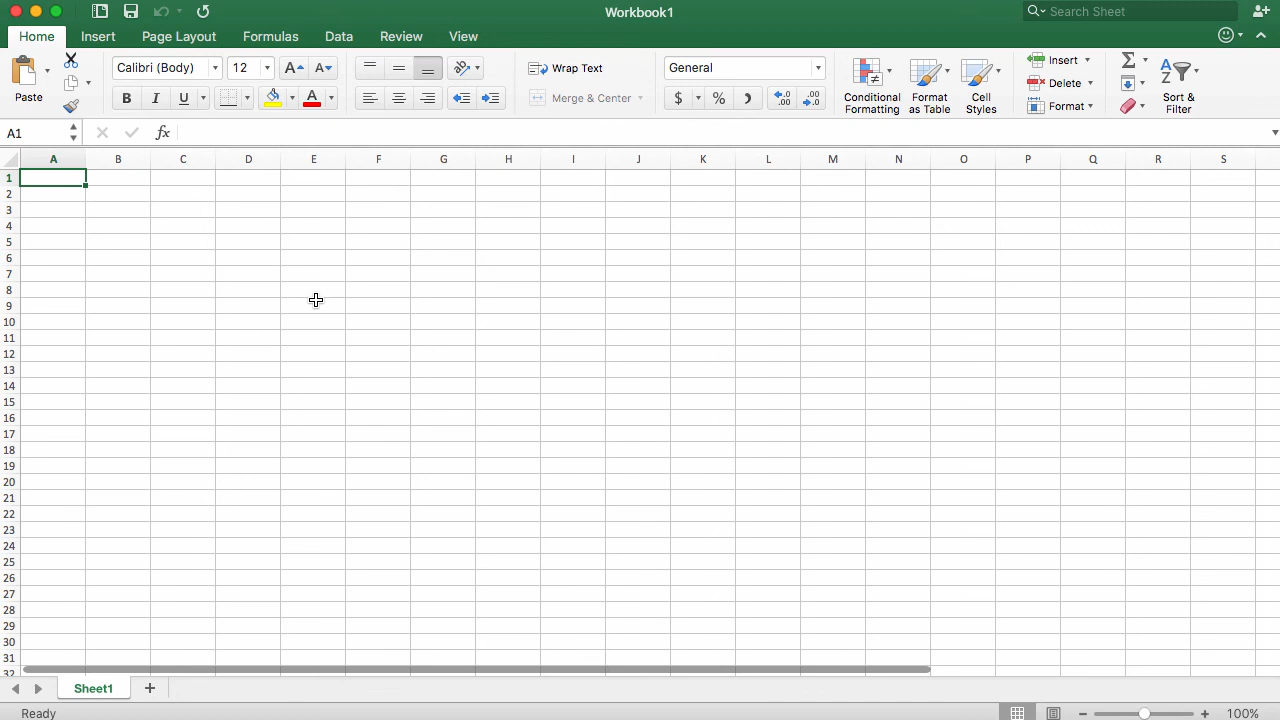 Workbook1
Search Sheet
Home Insert Page Layout Formulas Data Review View
Paste
Calibri (Body) 12 A A
B I U A
Wrap Text
Merge & Center
General
$ %
Conditional Formatting
Format as Table
Cell Styles
Insert
Delete
Format
Sort & Filter
A1 fx
A B C D E F G H I J K L M N O P Q R S
1
2
3
4
5
6
7
8
9
10
11
12
13
14
15
16
17
18
19
20
21
22
23
24
25
26
27
28
29
30
31
32
Sheet1
Ready 100%